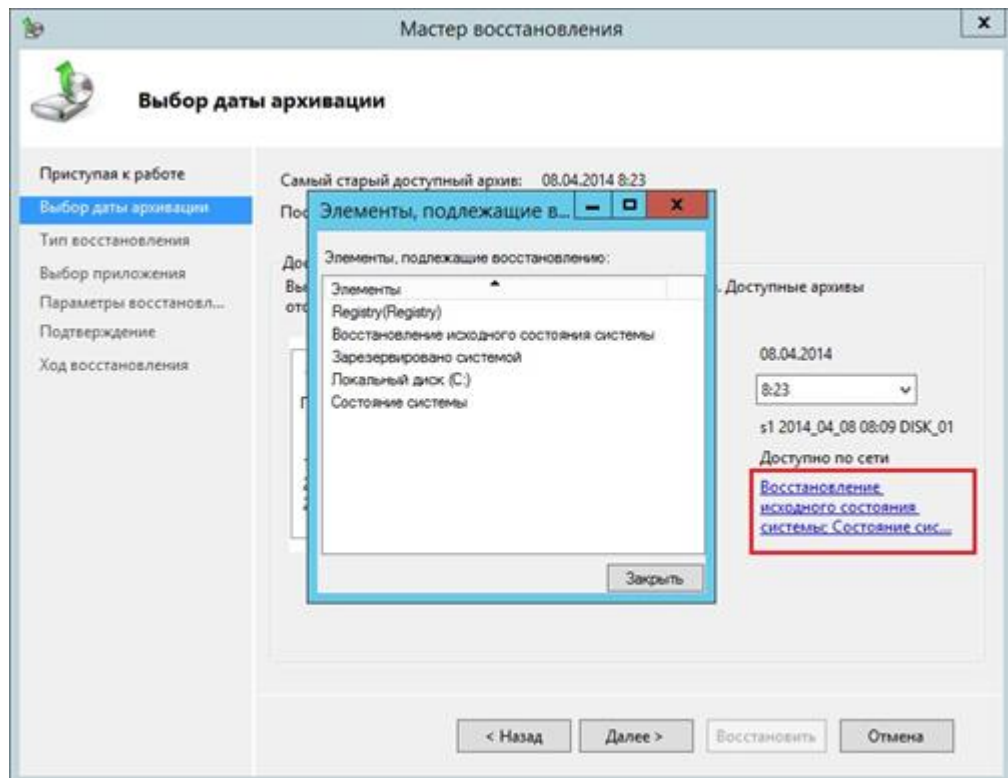 Мастер восстановления
x
Выбор даты архивации
Приступая к работе
Выбор даты архивации
Тип восстановления
Выбор приложения
Параметры восстановл...
Подтверждение
Ход восстановления
Самый старый доступный архив: 08.04.2014 8:23
Элементы, подлежащие в...
Элементы, подлежащие восстановлению:
Элементы
Registry(Registry)
Восстановление исходного состояния системы
Зарезервировано системой
Локальный диск (C:)
Состояние системы
Закрыть
. Доступные архивы
08.04.2014
8:23
s1 2014_04_08 08:09 DISK_01
Доступно по сети
Восстановление
исходного состояния
системы; Состояние сис...
< Назад
Далее >
Восстановить
Отмена